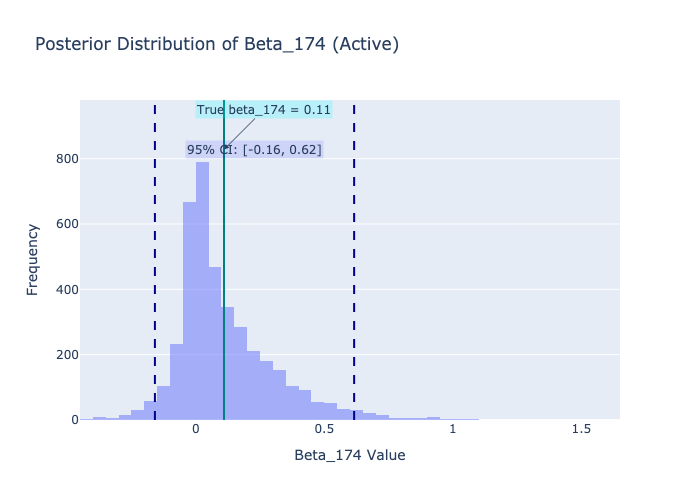 Posterior Distribution of Beta_174 (Active)
True beta_174 = 0.11
95% CI: [-0.16, 0.62]
800
600
400
200
0
Frequency
0
0.5
1
1.5
Beta_174 Value